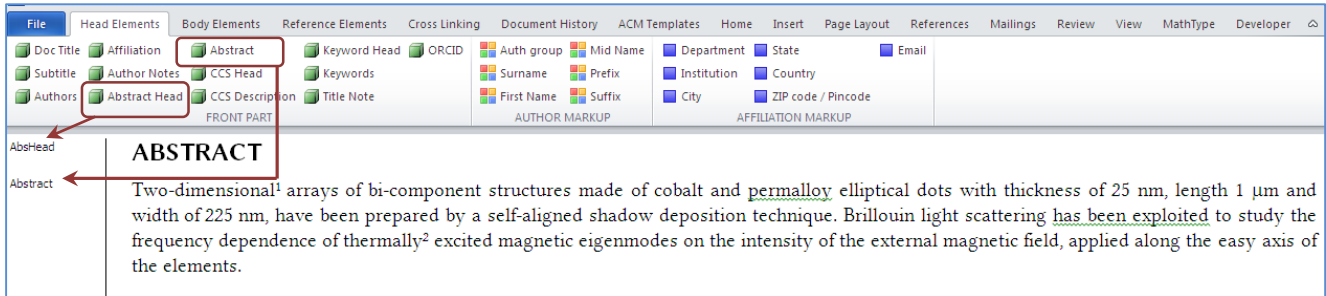 File Head Elements Body Elements Reference Elements Cross Linking Document History ACM Templates Home Insert Page Layout References Mailings Review View MathType Developer
Doc Title Affiliation Abstract Keyword Head ORCID Auth group Mid Name Department State Email
Subtitle Author Notes CCS Head Keywords Surname Prefix Institution Country
Authors Abstract Head CCS Description Title Note First Name Suffix City ZIP code / Pincode
FRONT PART AUTHOR MARKUP AFFILIATION MARKUP
AbsHead ABSTRACT
Abstract Two-dimensional¹ arrays of bi-component structures made of cobalt and permalloy elliptical dots with thickness of 25 nm, length 1 µm and
width of 225 nm, have been prepared by a self-aligned shadow deposition technique. Brillouin light scattering has been exploited to study the
frequency dependence of thermally² excited magnetic eigenmodes on the intensity of the external magnetic field, applied along the easy axis of
the elements.